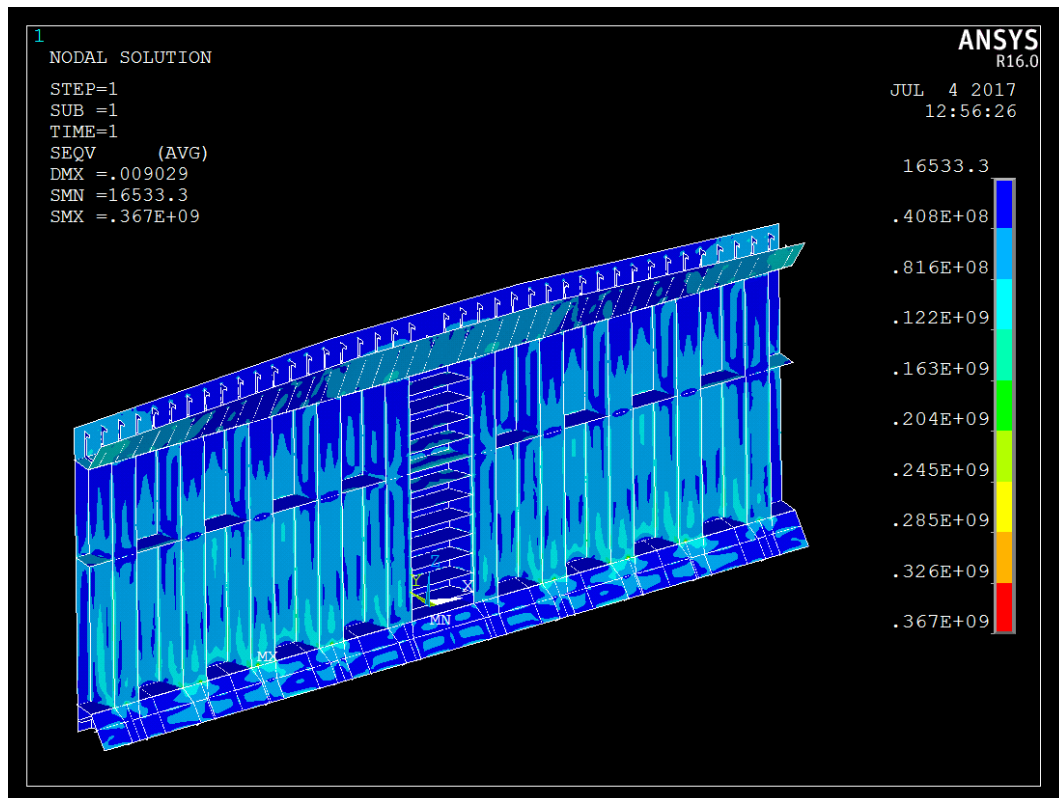 1
NODAL SOLUTION
STEP=1
SUB =1
TIME=1
SEQV (AVG)
DMX =.009029
SMN =16533.3
SMX =.367E+09
ANSYS
R16.0
JUL 4 2017
12:56:26
16533.3
.408E+08
.816E+08
.122E+09
.163E+09
.204E+09
.245E+09
.285E+09
.326E+09
.367E+09
Z
Y
X
MN
MX